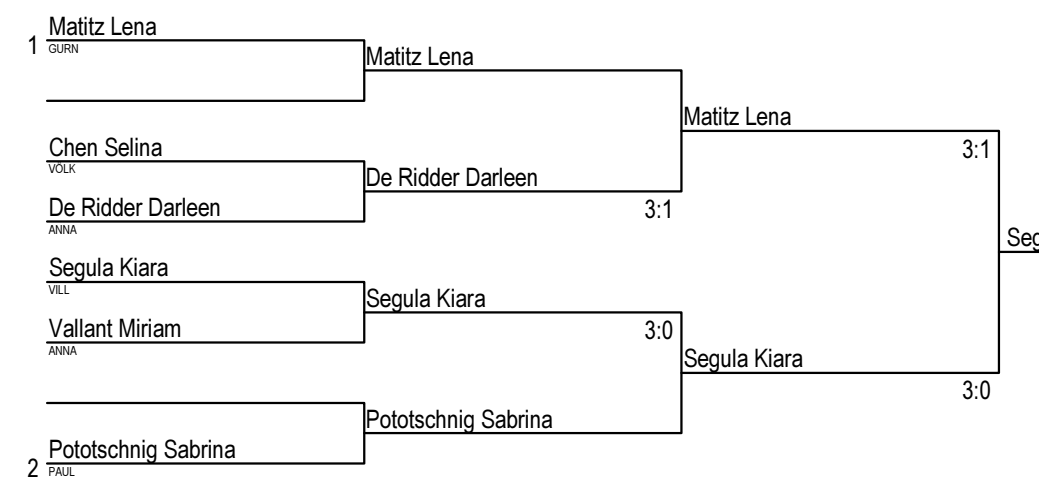 Matitz Lena
1 GURN
Matitz Lena
Matitz Lena
3:1
Chen Selina
VÖLK
De Ridder Darleen
3:1
De Ridder Darleen
ANNA
Seg
Segula Kiara
VILL
Segula Kiara
3:0
Vallant Miriam
ANNA
Segula Kiara
3:0
Pototschnig Sabrina
Pototschnig Sabrina
2 PAUL